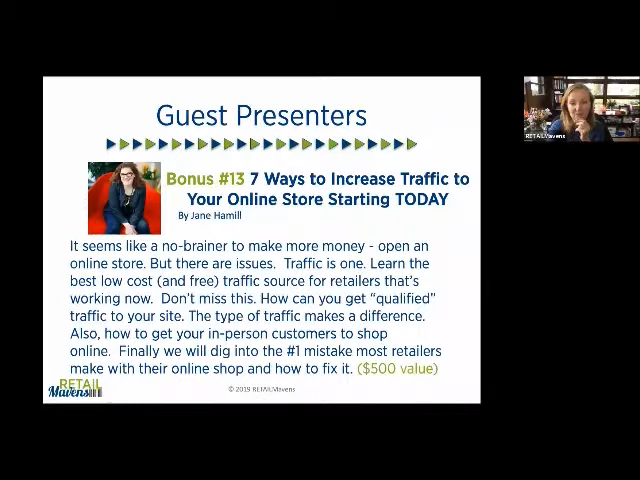 Guest Presenters
Bonus #13 7 Ways to Increase Traffic to
Your Online Store Starting TODAY
By Jane Hamill
It seems like a no-brainer to make more money - open an
online store. But there are issues. Traffic is one. Learn the
best low cost (and free) traffic source for retailers that's
working now. Don't miss this. How can you get "qualified"
traffic to your site. The type of traffic makes a difference.
Also, how to get your in-person customers to shop
online. Finally we will dig into the #1 mistake most retailers
make with their online shop and how to fix it. ($500 value)
RETAIL
Mavens
© 2019 RETAILMavens
RETAILMavens